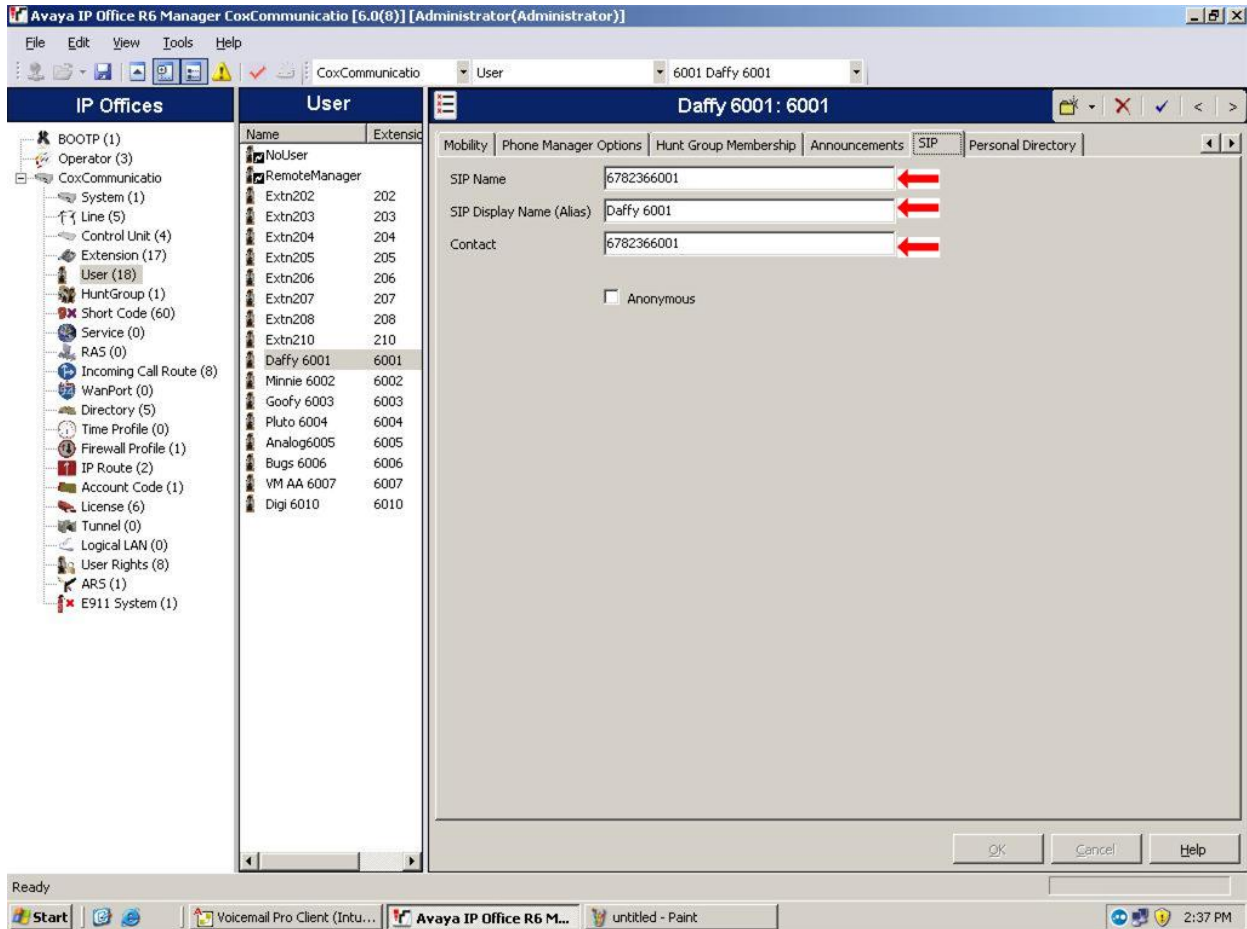 Avaya IP Office R6 Manager CoxCommunicatio [6.0(8)] [Administrator(Administrator)]
File Edit View Tools Help
CoxCommunicatio User 6001 Daffy 6001
IP Offices
BOOTP (1)
Operator (3)
CoxCommunicatio
System (1)
Line (5)
Control Unit (4)
Extension (17)
User (18)
HuntGroup (1)
Short Code (60)
Service (0)
RAS (0)
Incoming Call Route (8)
WanPort (0)
Directory (5)
Time Profile (0)
Firewall Profile (1)
IP Route (2)
Account Code (1)
License (6)
Tunnel (0)
Logical LAN (0)
User Rights (8)
ARS (1)
E911 System (1)
User
Name Extensio
NoUser
RemoteManager
Extn202 202
Extn203 203
Extn204 204
Extn205 205
Extn206 206
Extn207 207
Extn208 208
Extn210 210
Daffy 6001 6001
Minnie 6002 6002
Goofy 6003 6003
Pluto 6004 6004
Analog6005 6005
Bugs 6006 6006
VM AA 6007 6007
Digi 6010 6010
Daffy 6001: 6001
Mobility Phone Manager Options Hunt Group Membership Announcements SIP Personal Directory
SIP Name 6782366001
SIP Display Name (Alias) Daffy 6001
Contact 6782366001
Anonymous
OK Cancel Help
Ready
Start Voicemail Pro Client (Intu... Avaya IP Office R6 M... untitled - Paint 2:37 PM